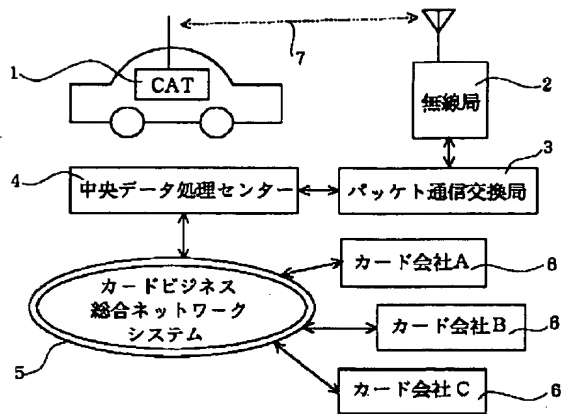 7
1
CAT
無線局
2
3
4
中央データ処理センター
パケット通信交換局
カードビジネス
総合ネットワーク
システム
5
カード会社A
6
カード会社B
6
カード会社C
6